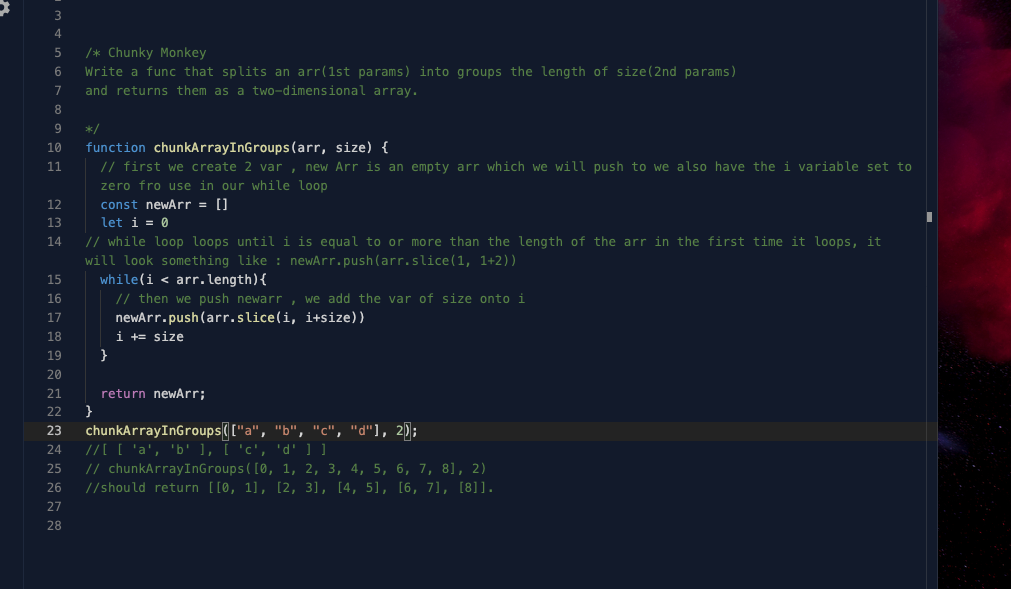 3
4
5 /* Chunky Monkey
6 Write a func that splits an arr(1st params) into groups the length of size(2nd params)
7 and returns them as a two-dimensional array.
8
9 */
10 function chunkArrayInGroups(arr, size) {
11 // first we create 2 var , new Arr is an empty arr which we will push to we also have the i variable set to
zero fro use in our while loop
12 const newArr = []
13 let i = 0
14 // while loop loops until i is equal to or more than the length of the arr in the first time it loops, it
will look something like : newArr.push(arr.slice(1, 1+2))
15 while(i < arr.length){
16 // then we push newarr , we add the var of size onto i
17 newArr.push(arr.slice(i, i+size))
18 i += size
19 }
20
21 return newArr;
22 }
23 chunkArrayInGroups(["a", "b", "c", "d"], 2);
24 //[ [ 'a', 'b' ], [ 'c', 'd' ] ]
25 // chunkArrayInGroups([0, 1, 2, 3, 4, 5, 6, 7, 8], 2)
26 //should return [[0, 1], [2, 3], [4, 5], [6, 7], [8]].
27
28